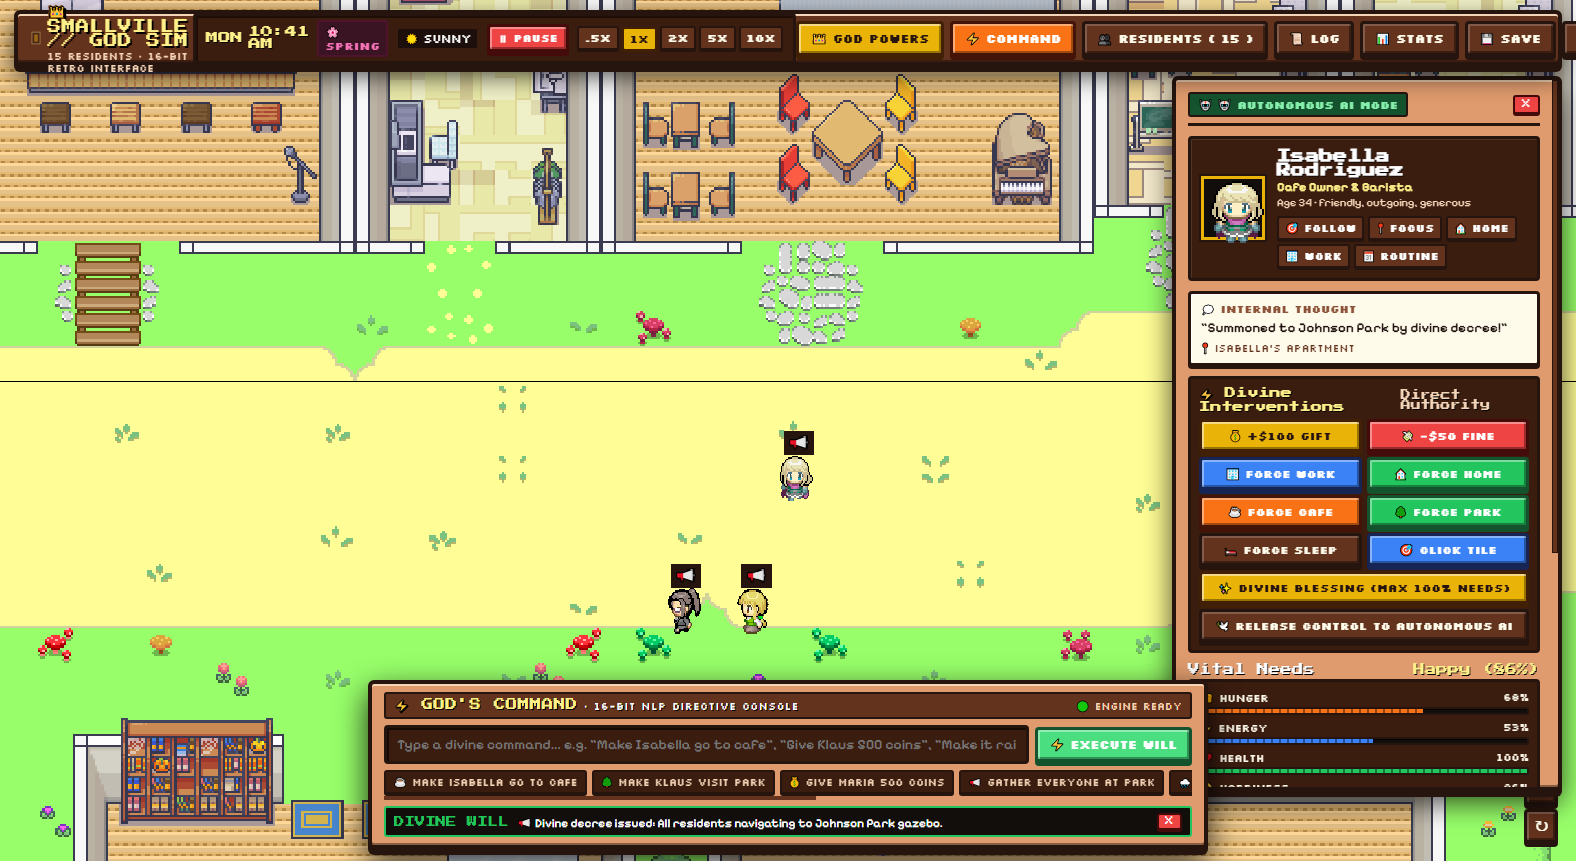 SMALLVILLE
// GOD SIM
15 RESIDENTS · 16-BIT
RETRO INTERFACE
MON 10:41
AM
SPRING
SUNNY
PAUSE
.5X
1X
2X
5X
10X
GOD POWERS
COMMAND
RESIDENTS ( 15 )
LOG
STATS
SAVE
AUTONOMOUS AI MODE
X
Isabella
Rodriguez
Cafe Owner & Barista
Age 34 · friendly, outgoing, generous
FOLLOW
FOCUS
HOME
WORK
ROUTINE
INTERNAL THOUGHT
"Summoned to Johnson Park by divine decree!"
ISABELLA'S APARTMENT
Divine
Interventions
Direct
Authority
+$100 GIFT
-$50 FINE
FORCE WORK
FORCE HOME
FORCE CAFE
FORCE PARK
FORCE SLEEP
CLICK TILE
DIVINE BLESSING (MAX 100% NEEDS)
RELEASE CONTROL TO AUTONOMOUS AI
Vital Needs
Happy (86%)
HUNGER
68%
ENERGY
53%
HEALTH
100%
GOD'S COMMAND · 16-BIT NLP DIRECTIVE CONSOLE
ENGINE READY
Type a divine command... e.g. "Make Isabella go to cafe", "Give Klaus 800 coins", "Make it rai
EXECUTE WILL
MAKE ISABELLA GO TO CAFE
MAKE KLAUS VISIT PARK
GIVE MARIA 500 COINS
GATHER EVERYONE AT PARK
DIVINE WILL
Divine decree issued: All residents navigating to Johnson Park gazebo.
X